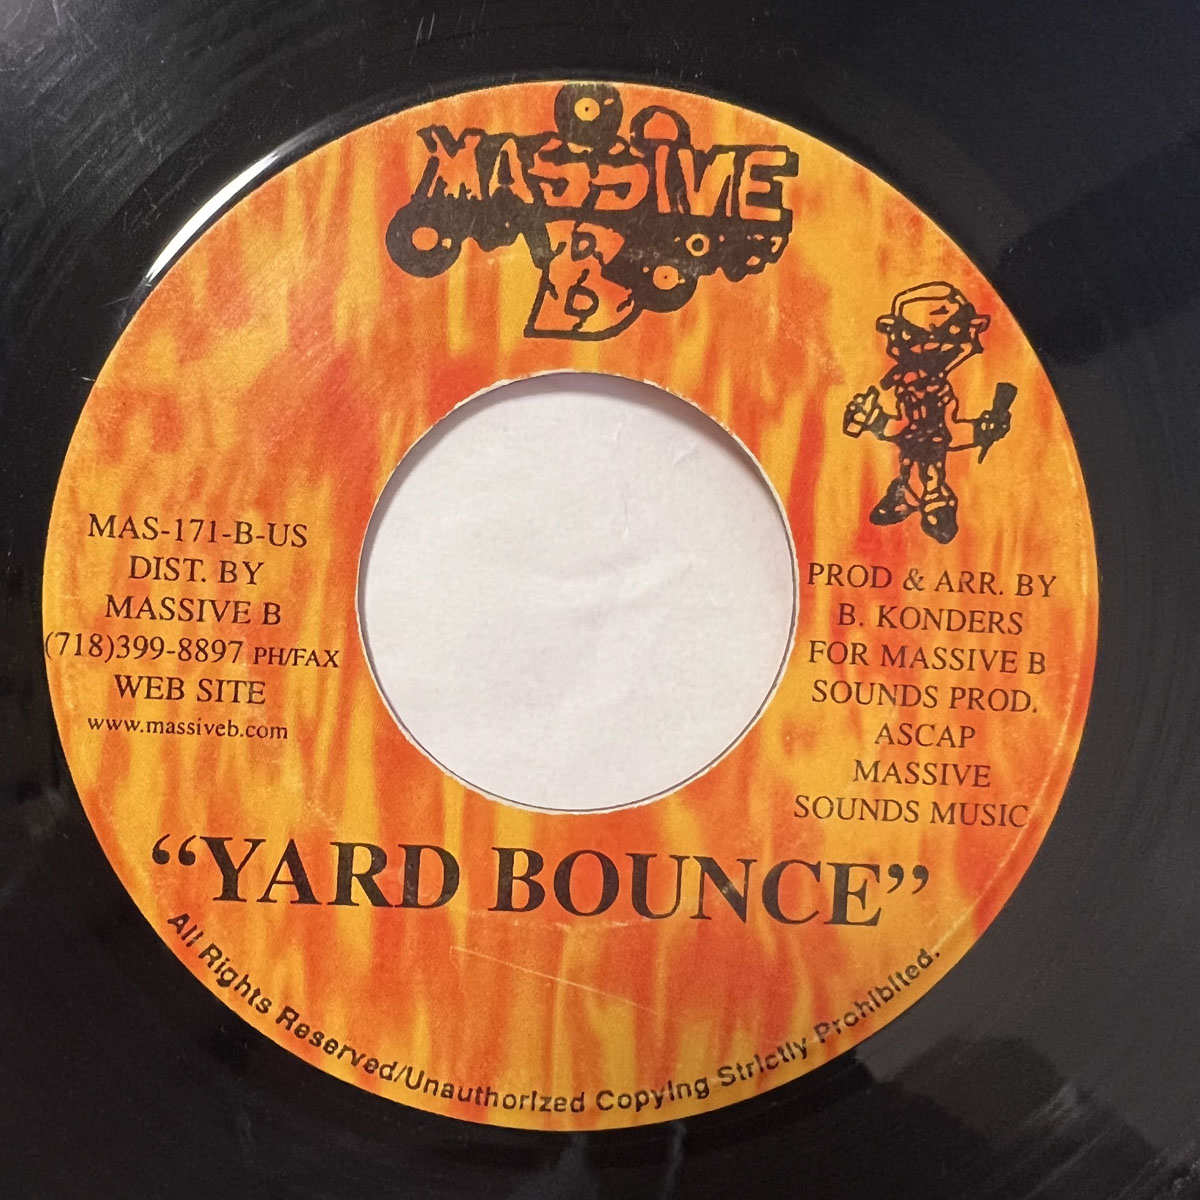 MASSIVE
B
MAS-171-B-US
DIST. BY
MASSIVE B
(718)399-8897 PH/FAX
WEB SITE
www.massiveb.com
PROD & ARR. BY
B. KONDERS
FOR MASSIVE B
SOUNDS PROD.
ASCAP
MASSIVE
SOUNDS MUSIC
“YARD BOUNCE”
All Rights Reserved/Unauthorized Copying Strictly Prohibited.